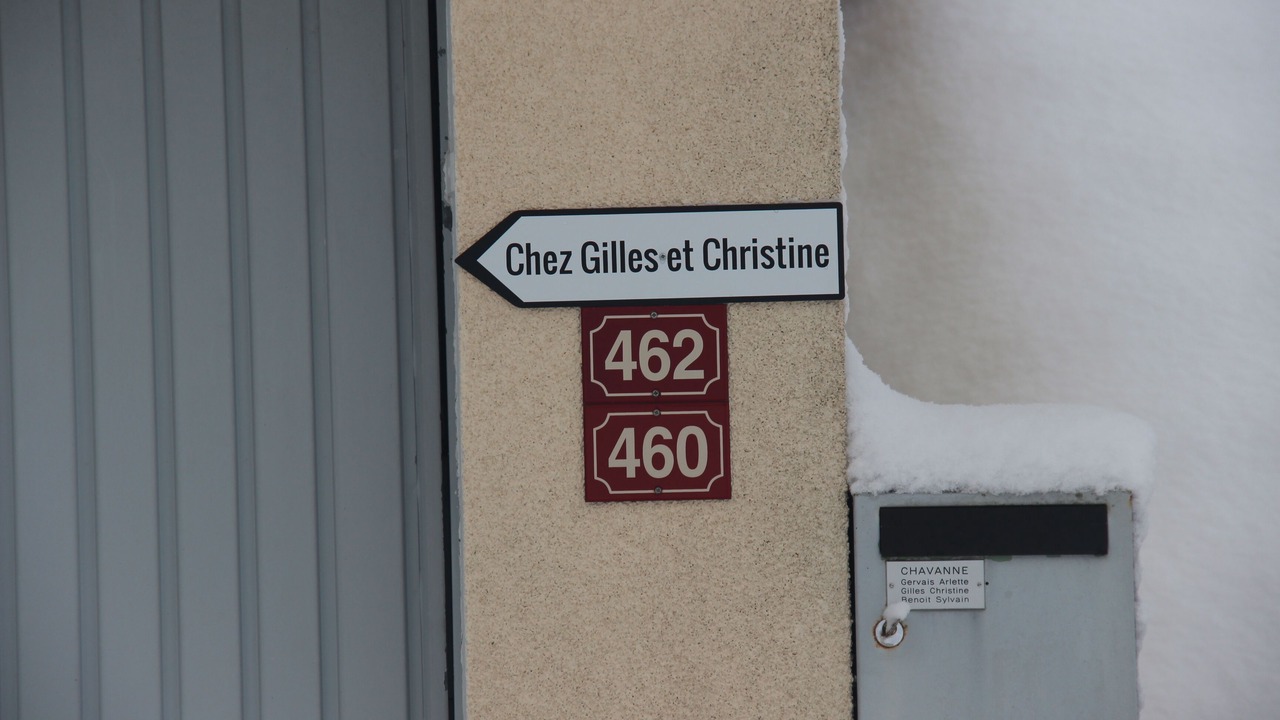 Chez Gilles et Christine
462
460
CHAVANNE
Gervais Arlette
Gilles Christine
Benoit Sylvain